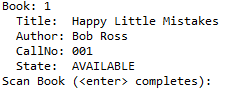 Book: 1
  Title:  Happy Little Mistakes
  Author: Bob Ross
  CallNo: 001
  State:  AVAILABLE
Scan Book (<enter> completes):